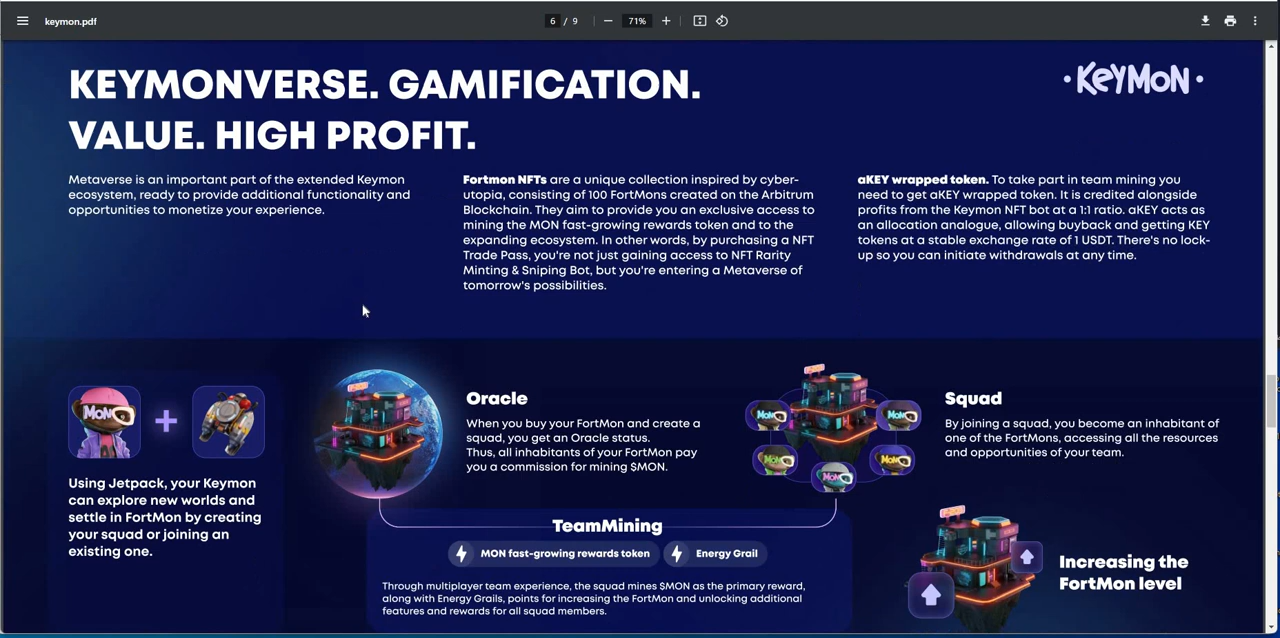 keymon.pdf
6 / 9
71%
KEYMONVERSE. GAMIFICATION.
VALUE. HIGH PROFIT.
KEYMON
Metaverse is an important part of the extended Keymon
ecosystem, ready to provide additional functionality and
opportunities to monetize your experience.
Fortmon NFTs are a unique collection inspired by cyber-
utopia, consisting of 100 FortMons created on the Arbitrum
Blockchain. They aim to provide you an exclusive access to
mining the MON fast-growing rewards token and to the
expanding ecosystem. In other words, by purchasing a NFT
Trade Pass, you're not just gaining access to NFT Rarity
Minting & Sniping Bot, but you're entering a Metaverse of
tomorrow's possibilities.
aKEY wrapped token. To take part in team mining you
need to get aKEY wrapped token. It is credited alongside
profits from the Keymon NFT bot at a 1:1 ratio. aKEY acts as
an allocation analogue, allowing buyback and getting KEY
tokens at a stable exchange rate of 1 USDT. There's no lock-
up so you can initiate withdrawals at any time.
MON
Using Jetpack, your Keymon
can explore new worlds and
settle in FortMon by creating
your squad or joining an
existing one.
Oracle
When you buy your FortMon and create a
squad, you get an Oracle status.
Thus, all inhabitants of your FortMon pay
you a commission for mining $MON.
MON
MON
MON
MON
MON
Squad
By joining a squad, you become an inhabitant of
one of the FortMons, accessing all the resources
and opportunities of your team.
TeamMining
MON fast-growing rewards token
Energy Grail
Through multiplayer team experience, the squad mines $MON as the primary reward,
along with Energy Grails, points for increasing the FortMon and unlocking additional
features and rewards for all squad members.
Increasing the
FortMon level